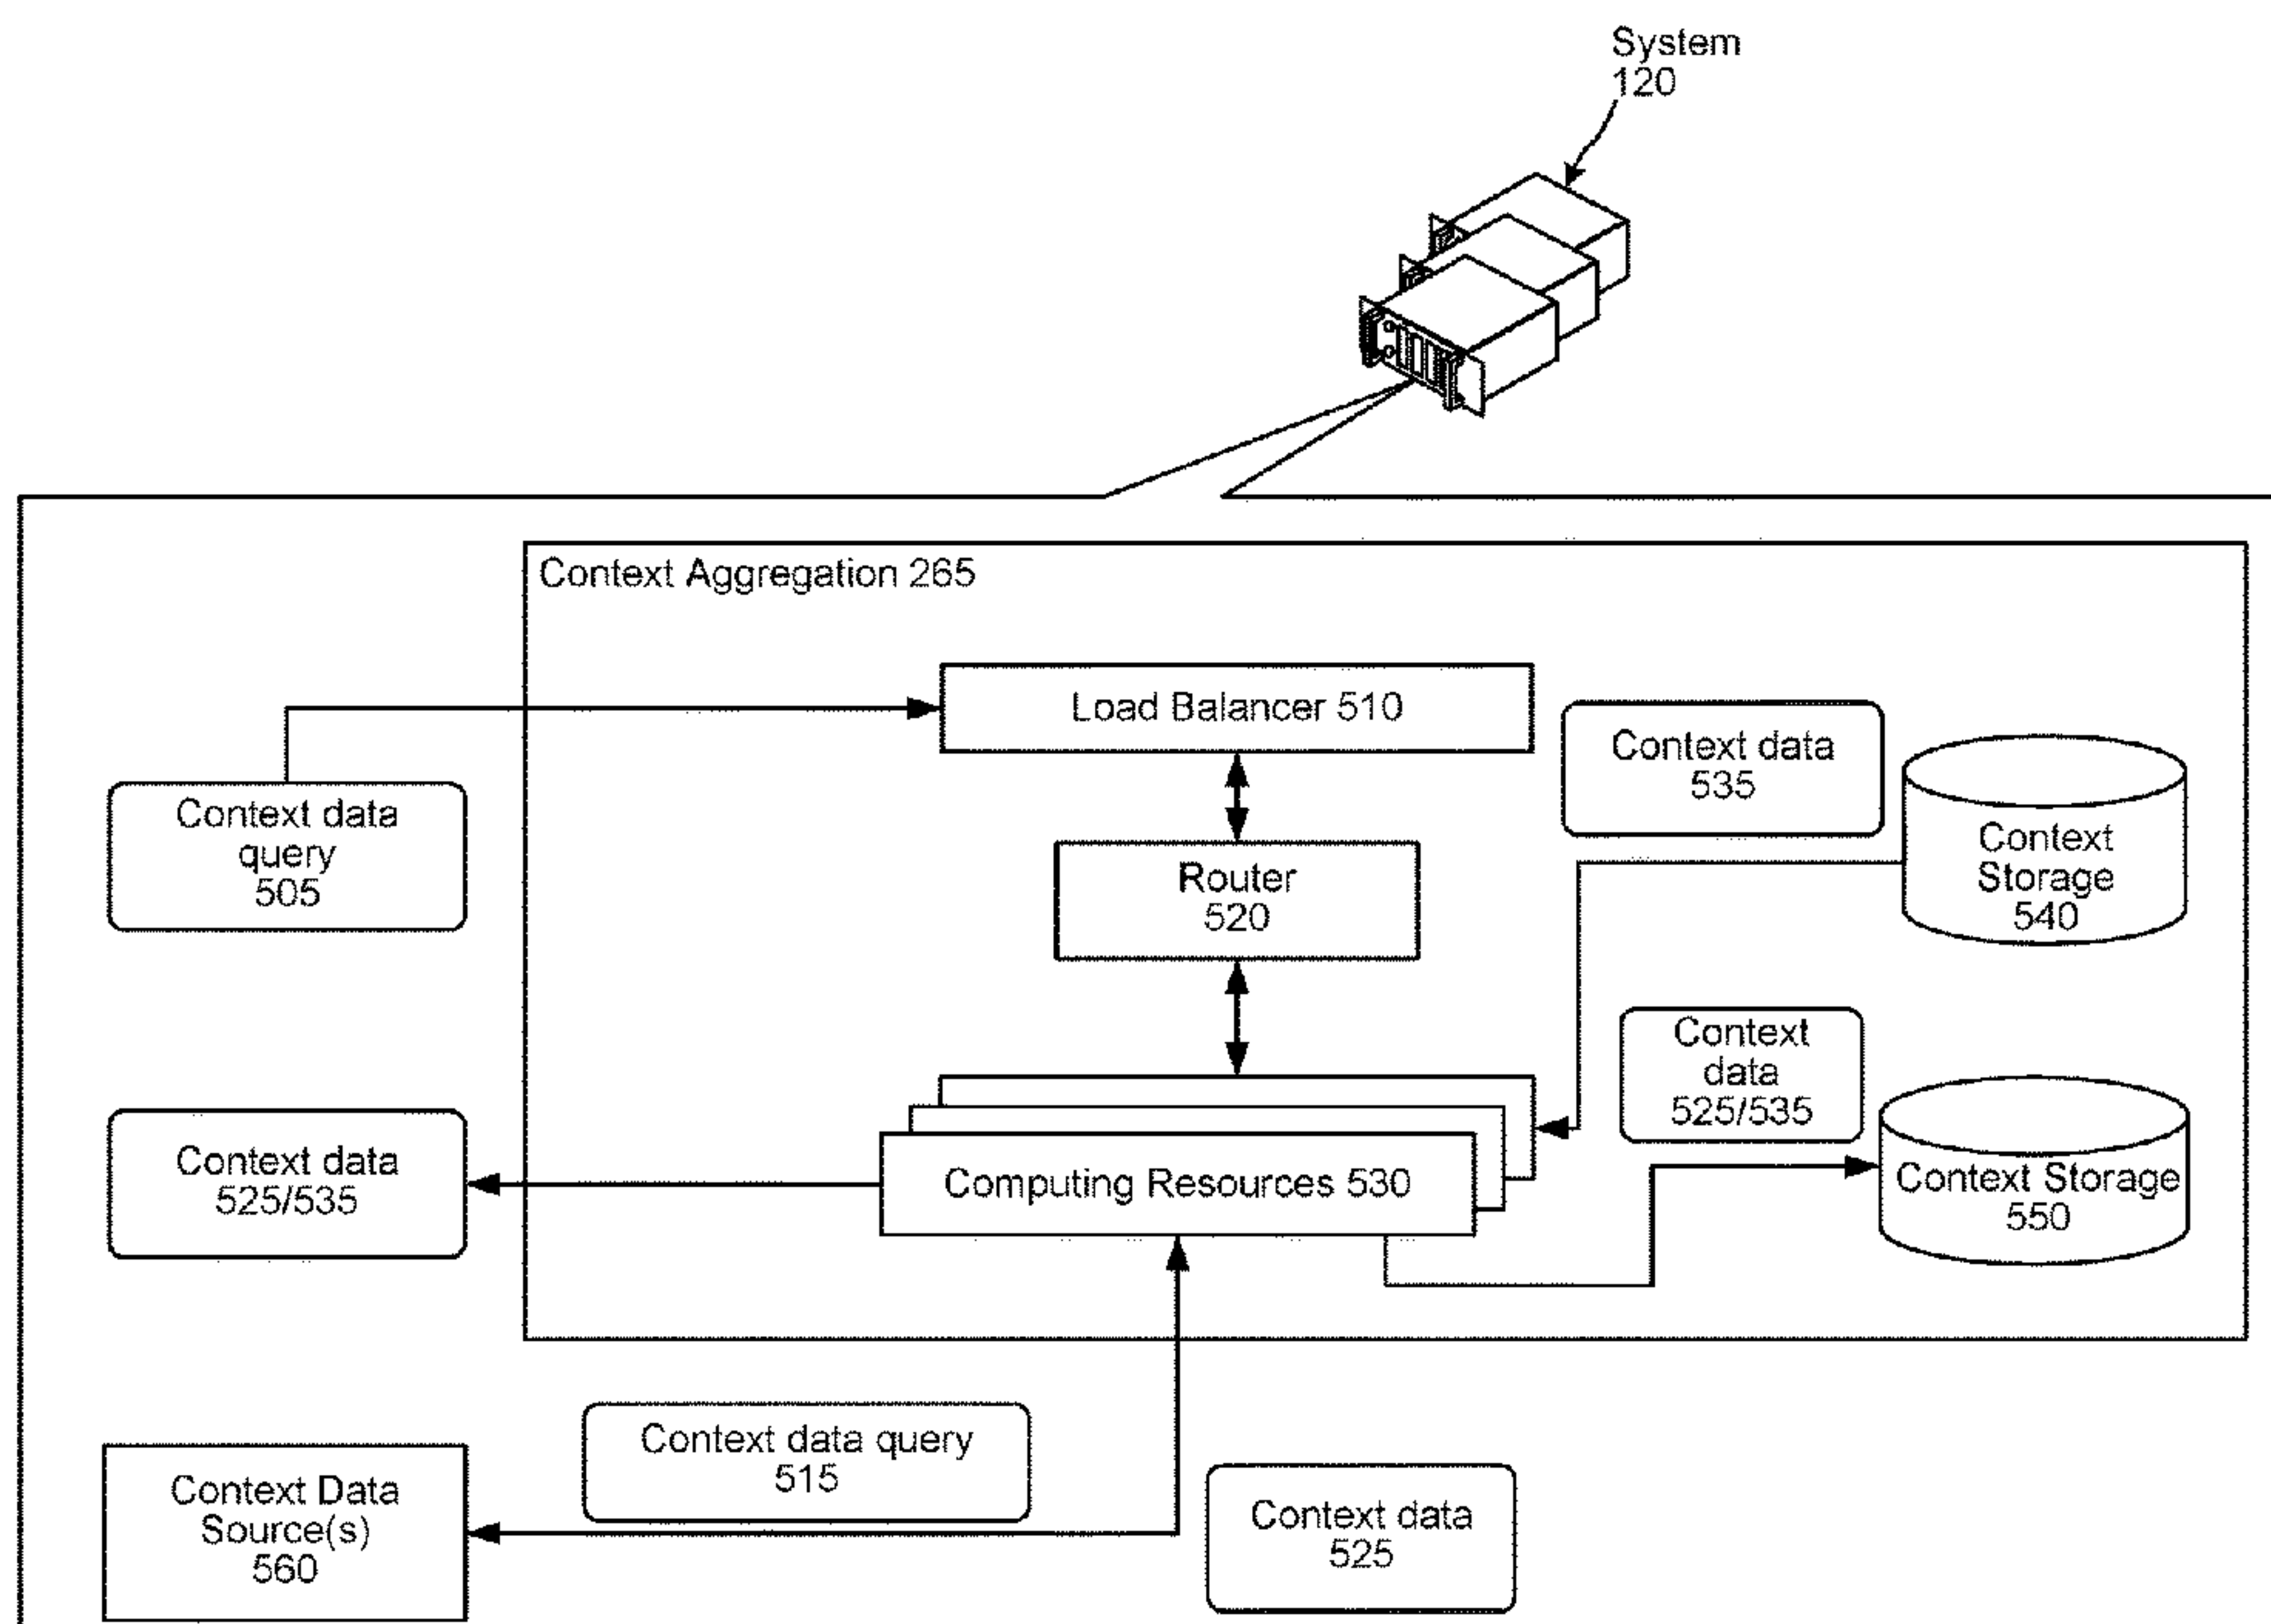 System
120
Context Aggregation 265
Load Balancer 510
Context data
535
Context data
query
505
Context
Storage
540
Router
520
Context
data
525/535
Context data
525/535
Computing Resources 530
Context Storage
550
Context data query
515
Context Data
Source(s)
560
Context data
525